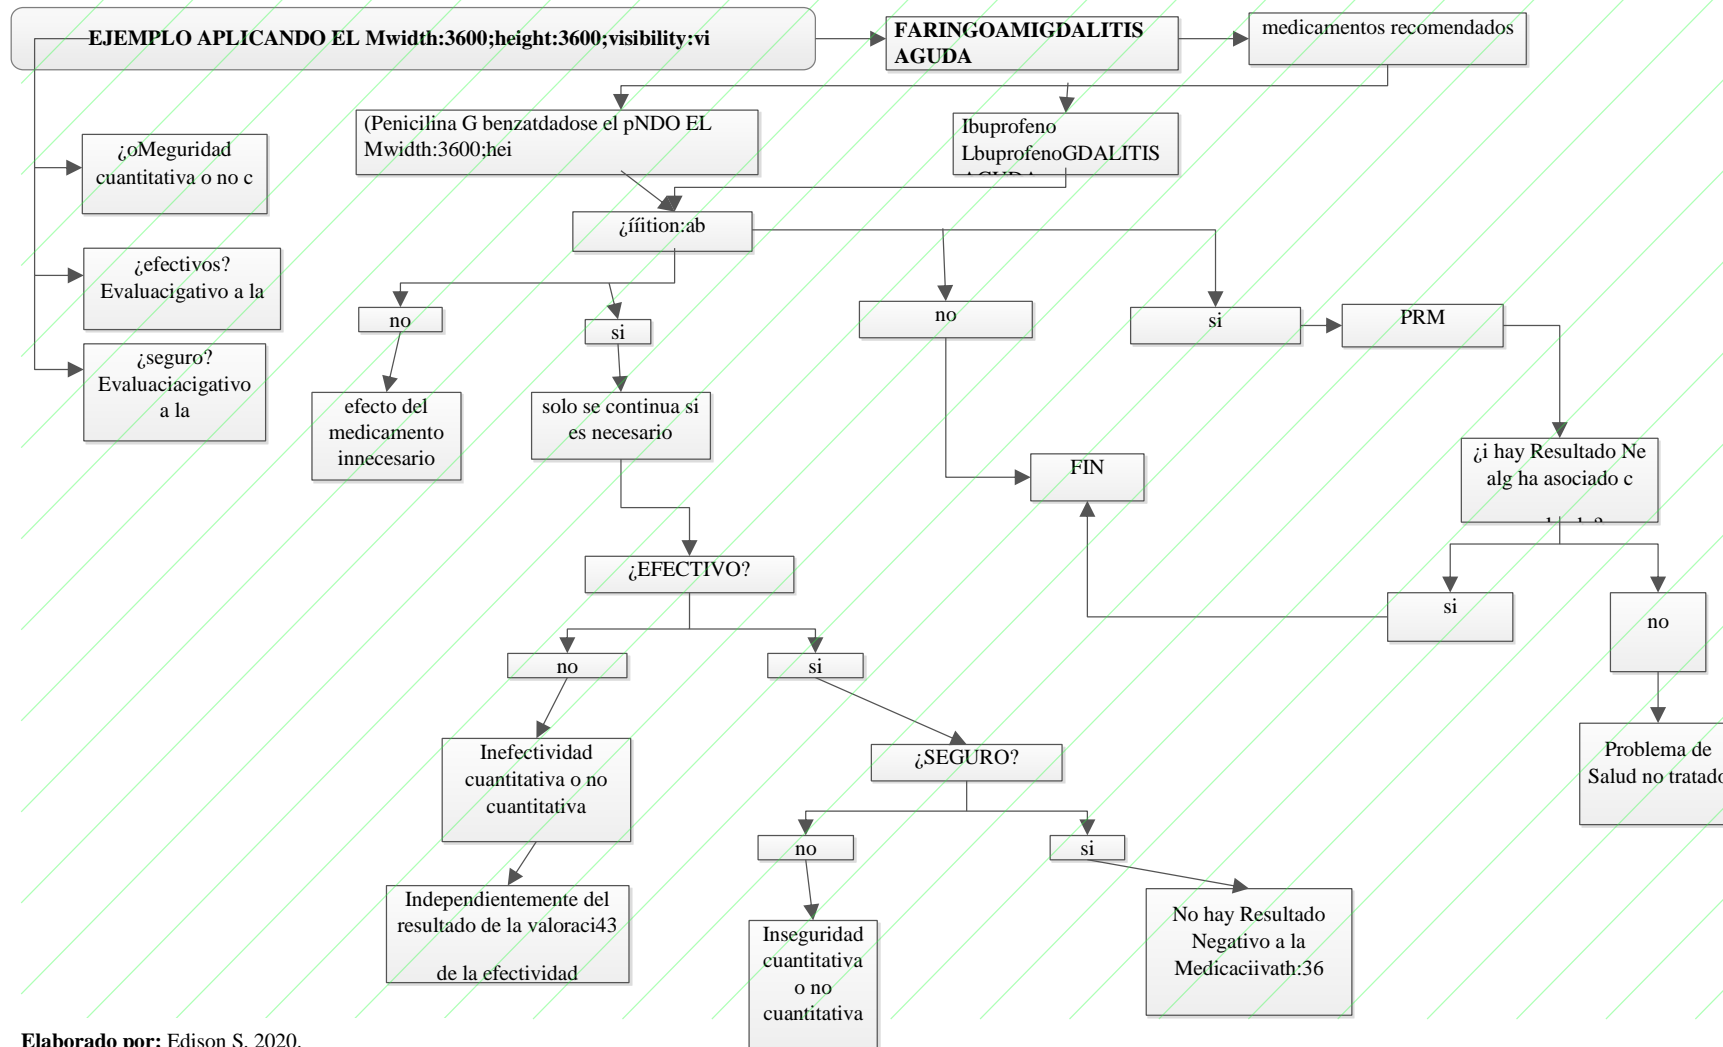 EJEMPLO APLICANDO EL Mwidth:3600;height:3600;visibility:vi
FARINGOAMIGDALITIS
AGUDA
medicamentos recomendados
(Penicilina G benzatdadose el pNDO EL
Mwidth:3600;hei
Ibuprofeno
LbuprofenoGDALITIS
¿oMeguridad
cuantitativa o no c
¿efectivos?
Evaluacigativo a la
¿seguro?
Evaluaciacigativo
a la
¿íítion:ab
no
si
no
si
PRM
efecto del
medicamento
innecesario
solo se continua si
es necesario
FIN
¿i hay Resultado Ne
alg ha asociado c
¿EFECTIVO?
si
no
no
si
Inefectividad
cuantitativa o no
cuantitativa
¿SEGURO?
Problema de
Salud no tratado
no
si
Independientemente del
resultado de la valoraci43
de la efectividad
Inseguridad
cuantitativa
o no
cuantitativa
No hay Resultado
Negativo a la
Medicaciivath:36
Elaborado por: Edison S. 2020.